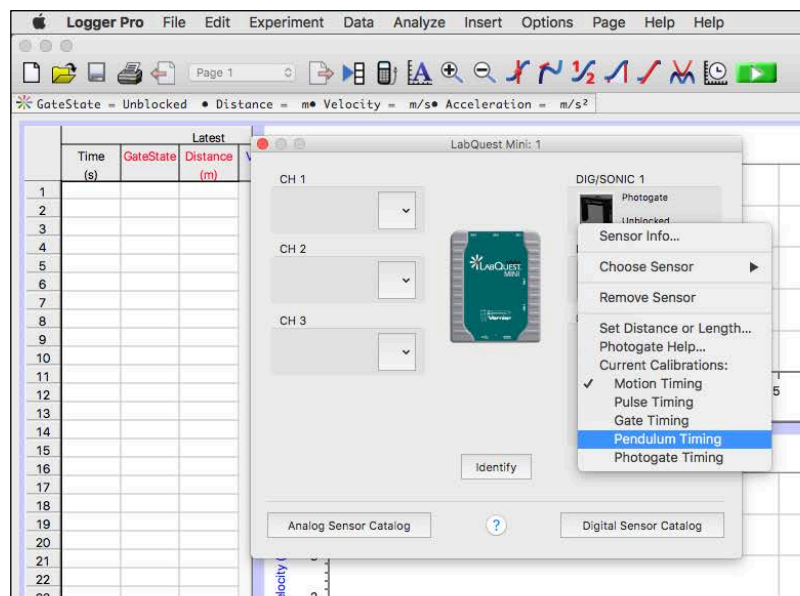 Logger Pro File Edit Experiment Data Analyze Insert Options Page Help Help
Page 1
GateState = Unblocked • Distance = m• Velocity = m/s• Acceleration = m/s²
Latest
Time GateState Distance V
(s) (m)
1
2
3
4
5
6
7
8
9
10
11
12
13
14
15
16
17
18
19
20
21
22
LabQuest Mini: 1
CH 1
CH 2
CH 3
DIG/SONIC 1
Photogate
Unblocked
LABQUEST
MINI
Vernier
Sensor Info...
Choose Sensor
Remove Sensor
Set Distance or Length...
Photogate Help...
Current Calibrations:
✓ Motion Timing
Pulse Timing
Gate Timing
Pendulum Timing
Photogate Timing
Identify
Analog Sensor Catalog
?
Digital Sensor Catalog
5